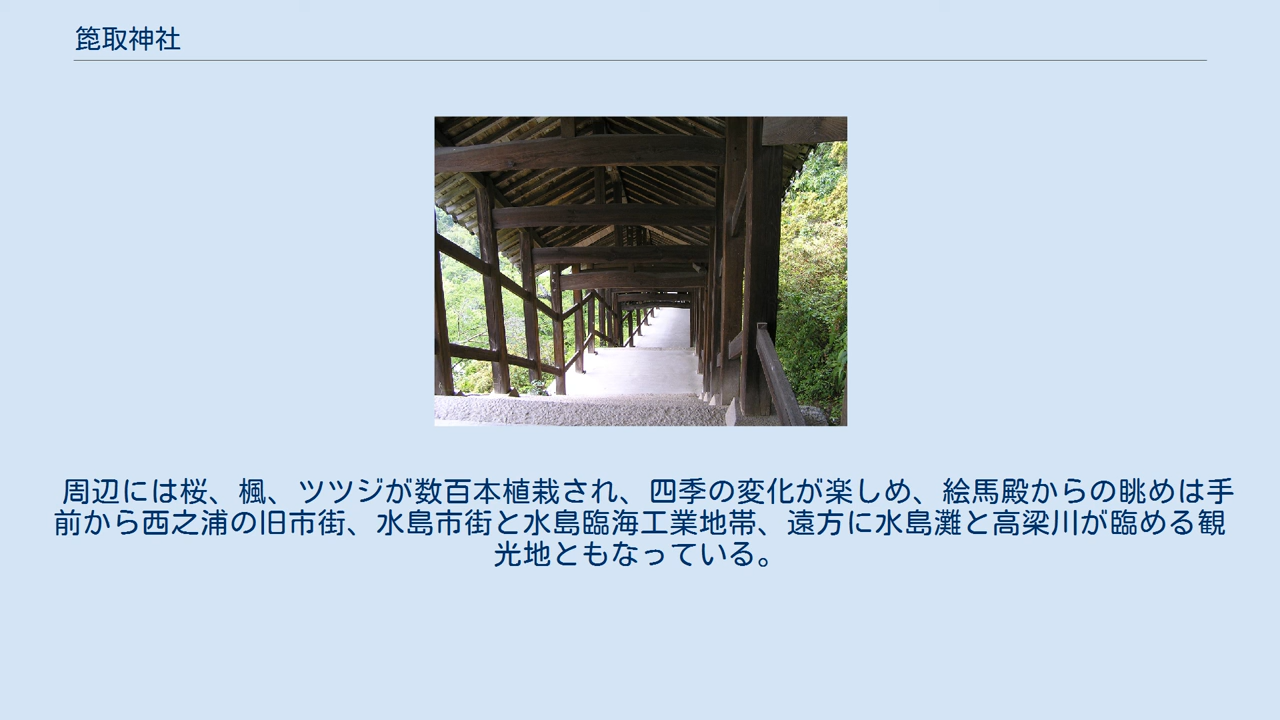 箆取神社
周辺には桜、楓、ツツジが数百本植栽され、四季の変化が楽しめ、絵馬殿からの眺めは手
前から西之浦の旧市街、水島市街と水島臨海工業地帯、遠方に水島灘と高梁川が臨める観
光地ともなっている。